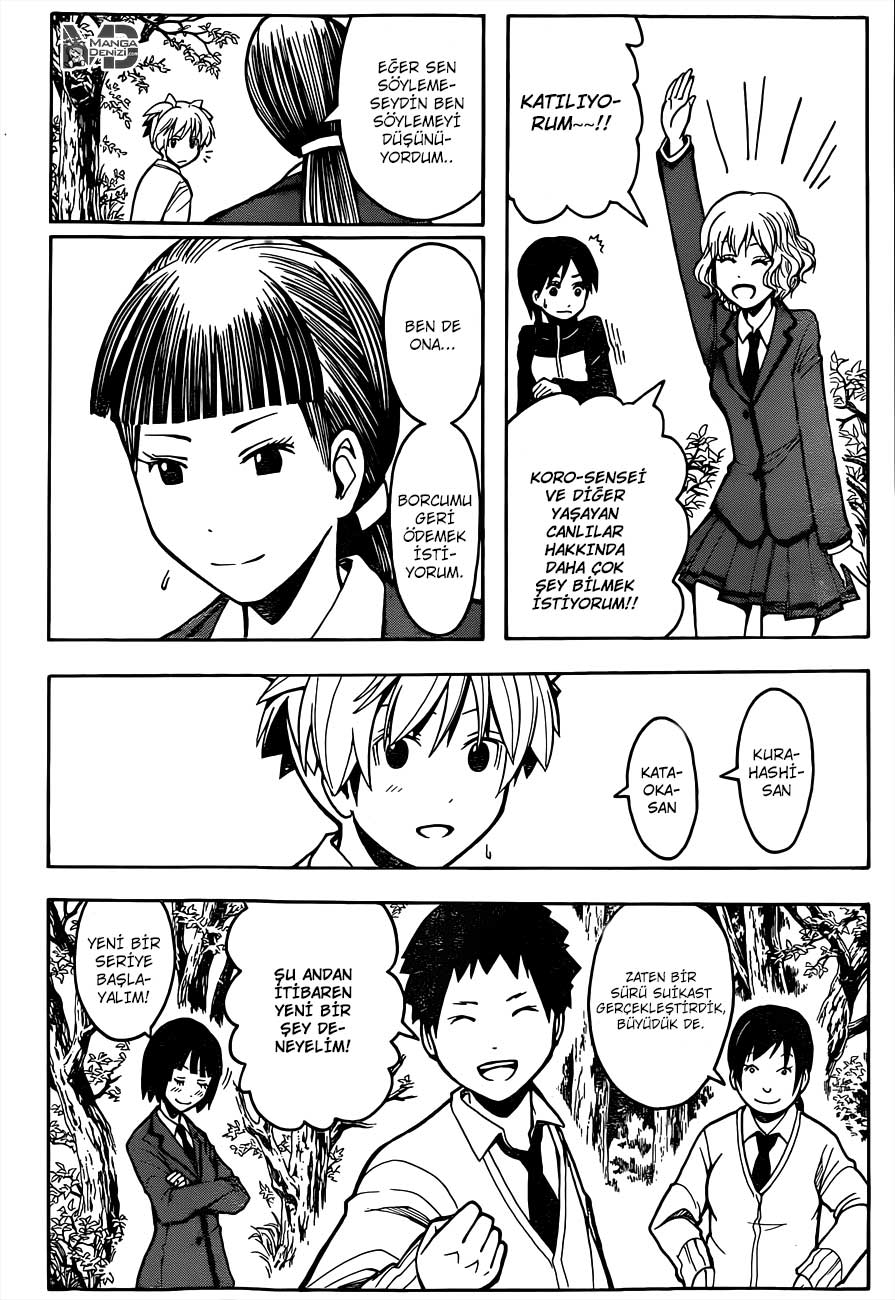 MANGA
DENİZİ.com
KATILIYO-
RUM~~!!
KORO-SENSEİ
VE DİĞER
YAŞAYAN
CANLILAR
HAKKINDA
DAHA ÇOK
ŞEY BİLMEK
İSTİYORUM!!
EĞER SEN
SÖYLEME-
SEYDİN BEN
SÖYLEMEYİ
DÜŞÜNÜ-
YORDUM..
BEN DE
ONA...
BORCUMU
GERİ
ÖDEMEK
İSTİ-
YORUM.
KURA-
HASHİ-
SAN
KATA-
OKA-
SAN
ZATEN BİR
SÜRÜ SUİKAST
GERÇEKLEŞTİRDİK,
BÜYÜDÜK DE.
ŞU ANDAN
İTİBAREN
YENİ BİR
ŞEY DE-
NEYELİM!
YENİ BİR
SERİYE
BAŞLA-
YALIM!